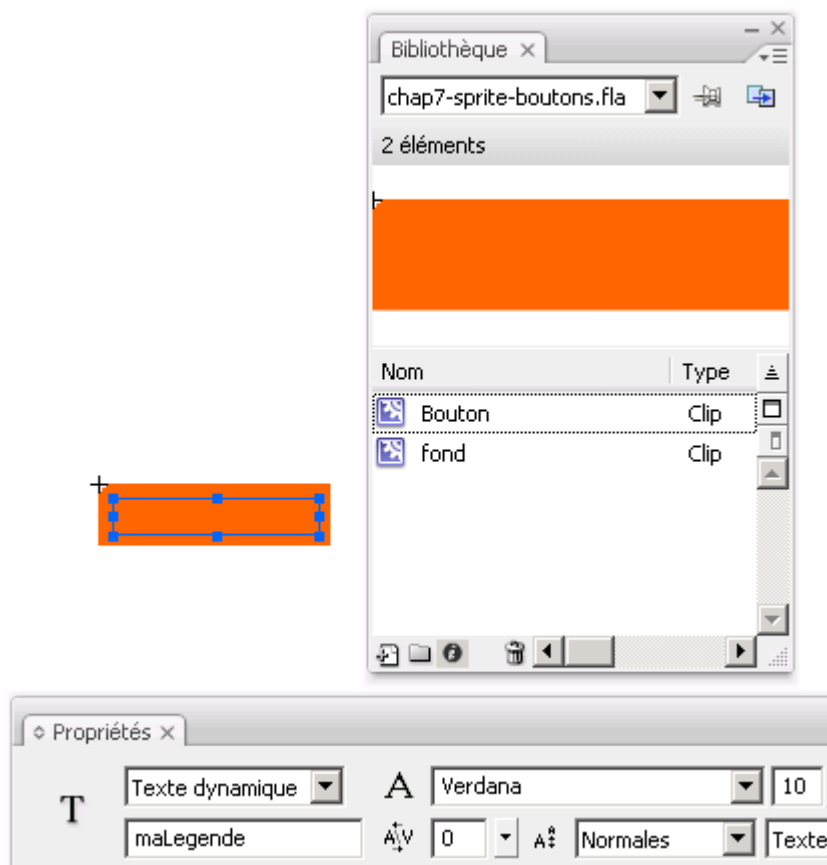 Bibliothèque
chap7-sprite-boutons.fla
2 éléments
Nom Type
Bouton Clip
fond Clip
Propriétés
T Texte dynamique A Verdana 10
maLegende A/V 0 A Normales Texte